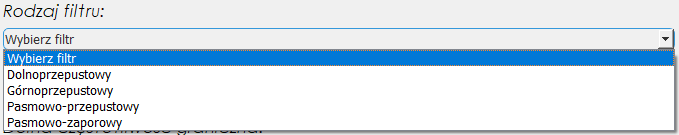 Rodzaj filtru:
Wybierz filtr
Wybierz filtr
Dolnoprzepustowy
Górnoprzepustowy
Pasmowo-przepustowy
Pasmowo-zaporowy